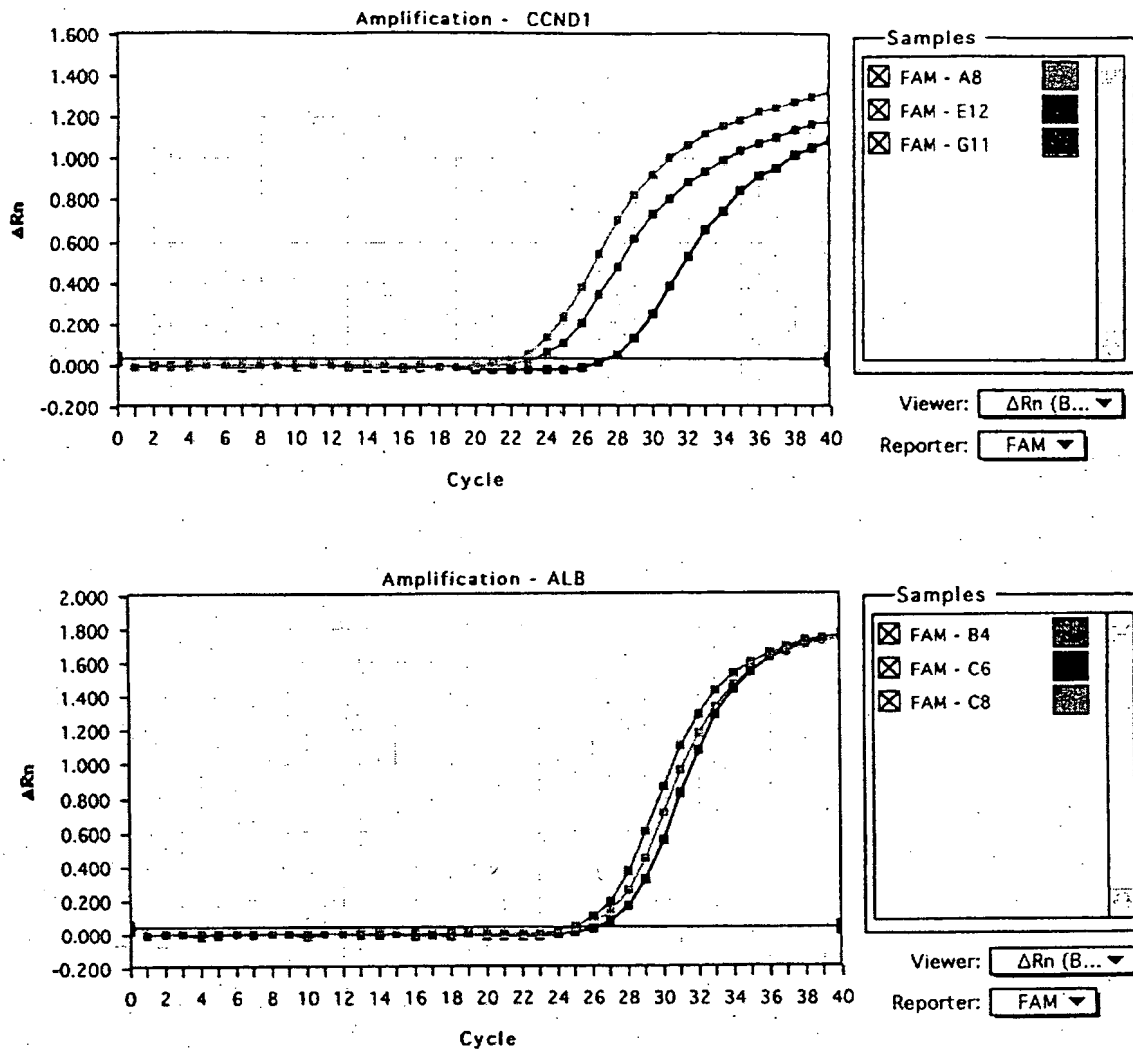 Amplification - CCND1
1.600
1.400
1.200
1.000
0.800
0.600
0.400
0.200
0.000
-0.200
ΔRn
0 2 4 6 8 10 12 14 16 18 20 22 24 26 28 30 32 34 36 38 40
Cycle
Samples
FAM - A8
FAM - E12
FAM - G11
Viewer: ΔRn (B...
Reporter: FAM
Amplification - ALB
2.000
1.800
1.600
1.400
1.200
1.000
0.800
0.600
0.400
0.200
0.000
-0.200
ΔRn
0 2 4 6 8 10 12 14 16 18 20 22 24 26 28 30 32 34 36 38 40
Cycle
Samples
FAM - B4
FAM - C6
FAM - C8
Viewer: ΔRn (B...
Reporter: FAM